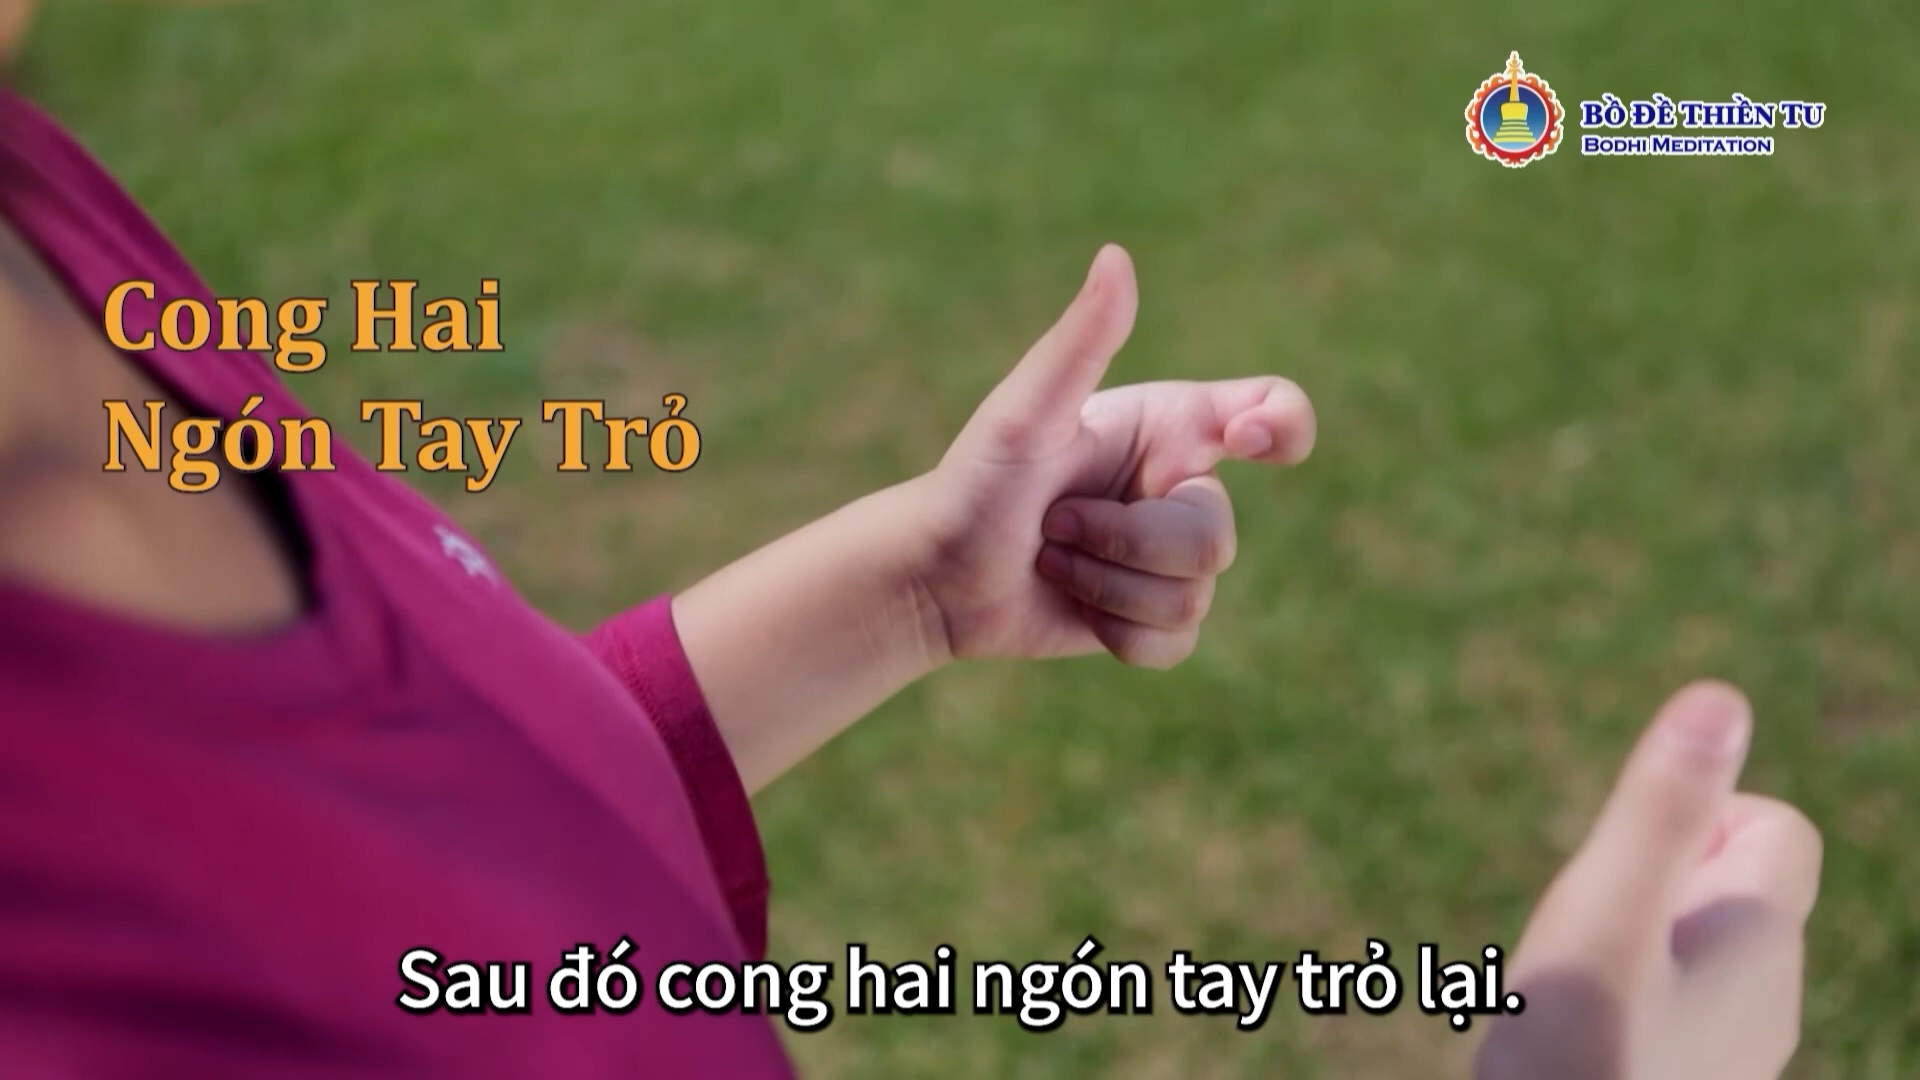 BỒ ĐỀ THIỀN TU
BODHI MEDITATION
Cong Hai
Ngón Tay Trỏ
Sau đó cong hai ngón tay trỏ lại.